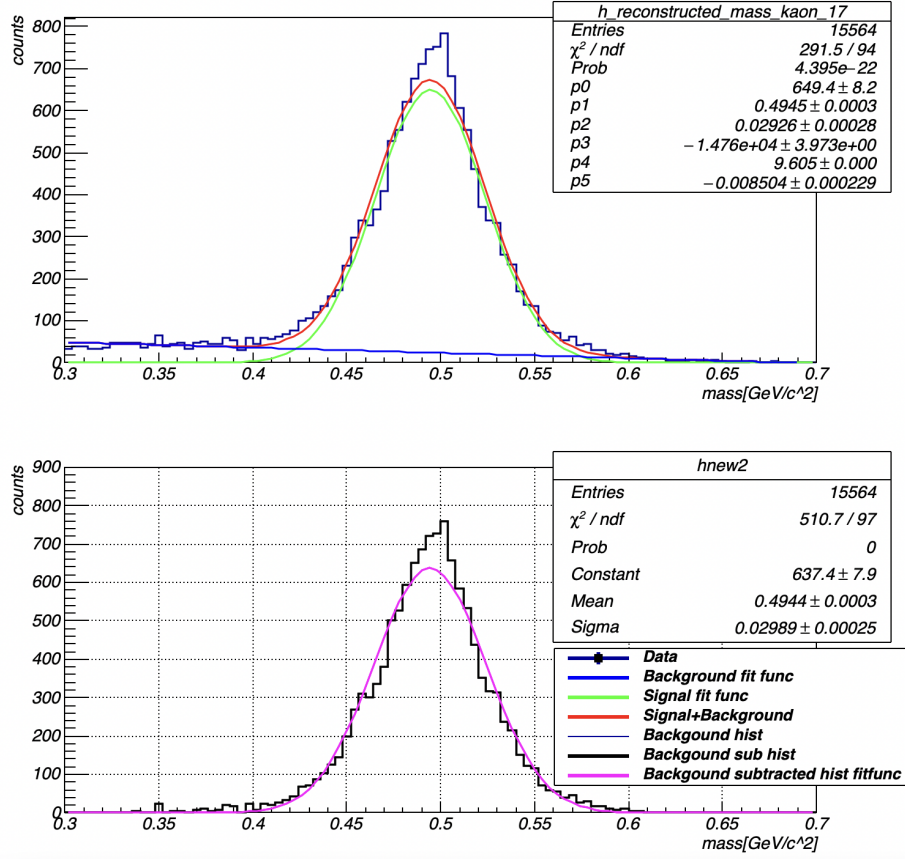 h_reconstructed_mass_kaon_17
Entries 15564
χ² / ndf 291.5 / 94
Prob 4.395e−22
p0 649.4 ± 8.2
p1 0.4945 ± 0.0003
p2 0.02926 ± 0.00028
p3 −1.476e+04 ± 3.973e+00
p4 9.605 ± 0.000
p5 −0.008504 ± 0.000229
counts
800
700
600
500
400
300
200
100
0
0.3 0.35 0.4 0.45 0.5 0.55 0.6 0.65 0.7
mass[GeV/c^2]
hnew2
Entries 15564
χ² / ndf 510.7 / 97
Prob 0
Constant 637.4 ± 7.9
Mean 0.4944 ± 0.0003
Sigma 0.02989 ± 0.00025
Data
Background fit func
Signal fit func
Signal+Background
Backgound hist
Backgound sub hist
Backgound subtracted hist fitfunc
counts
900
800
700
600
500
400
300
200
100
0
0.3 0.35 0.4 0.45 0.5 0.55 0.6 0.65 0.7
mass[GeV/c^2]